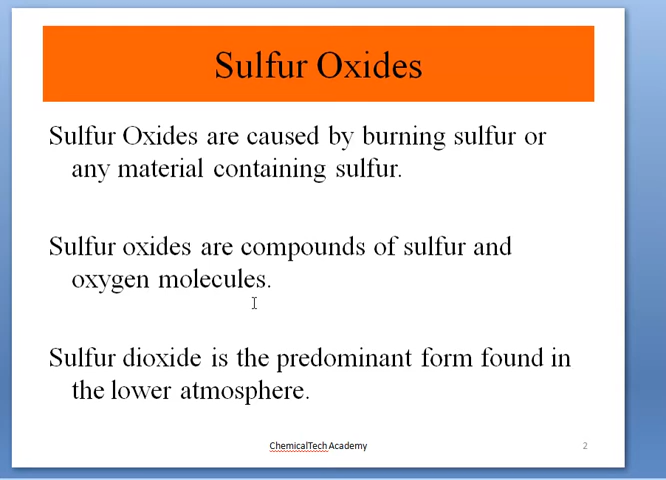 Sulfur Oxides
Sulfur Oxides are caused by burning sulfur or
any material containing sulfur.
Sulfur oxides are compounds of sulfur and
oxygen molecules.
Sulfur dioxide is the predominant form found in
the lower atmosphere.
ChemicalTech Academy
2